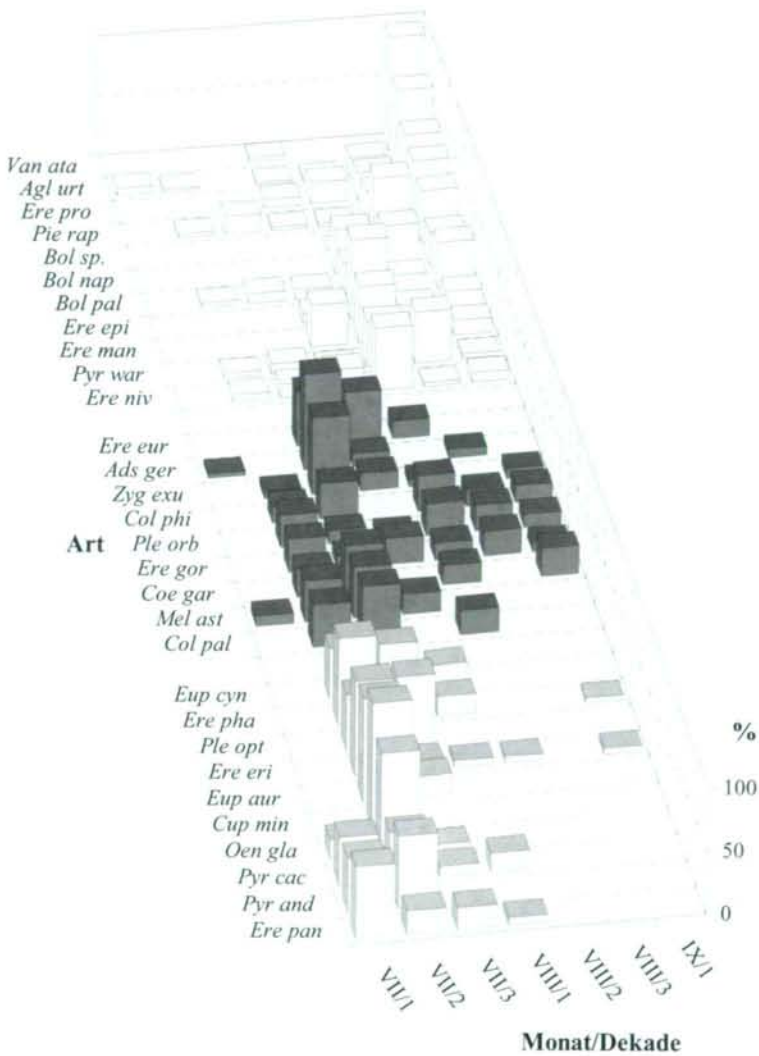 Van ata
Agl urt
Ere pro
Pie rap
Bol sp.
Bol nap
Bol pal
Ere epi
Ere man
Pyr war
Ere niv
Ere eur
Ads ger
Zyg exu
Col phi
Art
Ple orb
Ere gor
Coe gar
Mel ast
Col pal
Eup cyn
Ere pha
Ple opt
Ere eri
Eup aur
Cup min
Oen gla
Pyr cac
Pyr and
Ere pan
%
100
50
0
VII/1
VII/2
VII/3
VIII/1
VIII/2
VIII/3
IX/1
Monat/Dekade